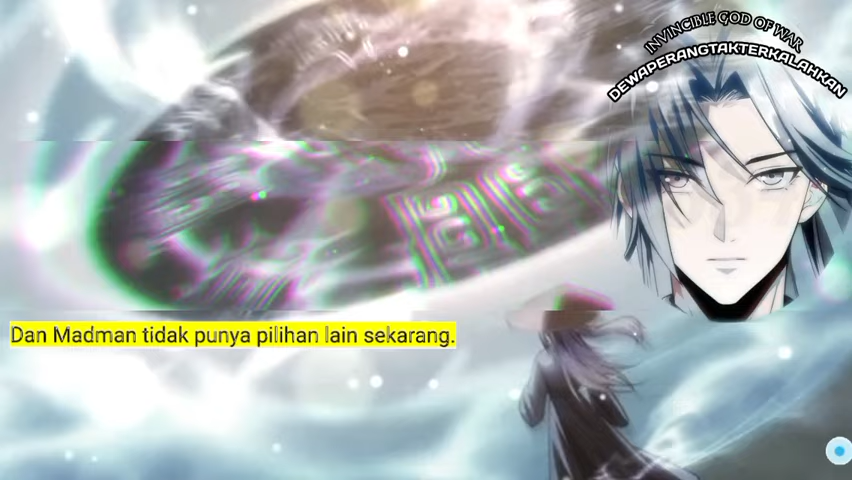 INVINCIBLE GOD OF WAR
DEWAPERANGTAKTERKALAHKAN
Dan Madman tidak punya pilihan lain sekarang.